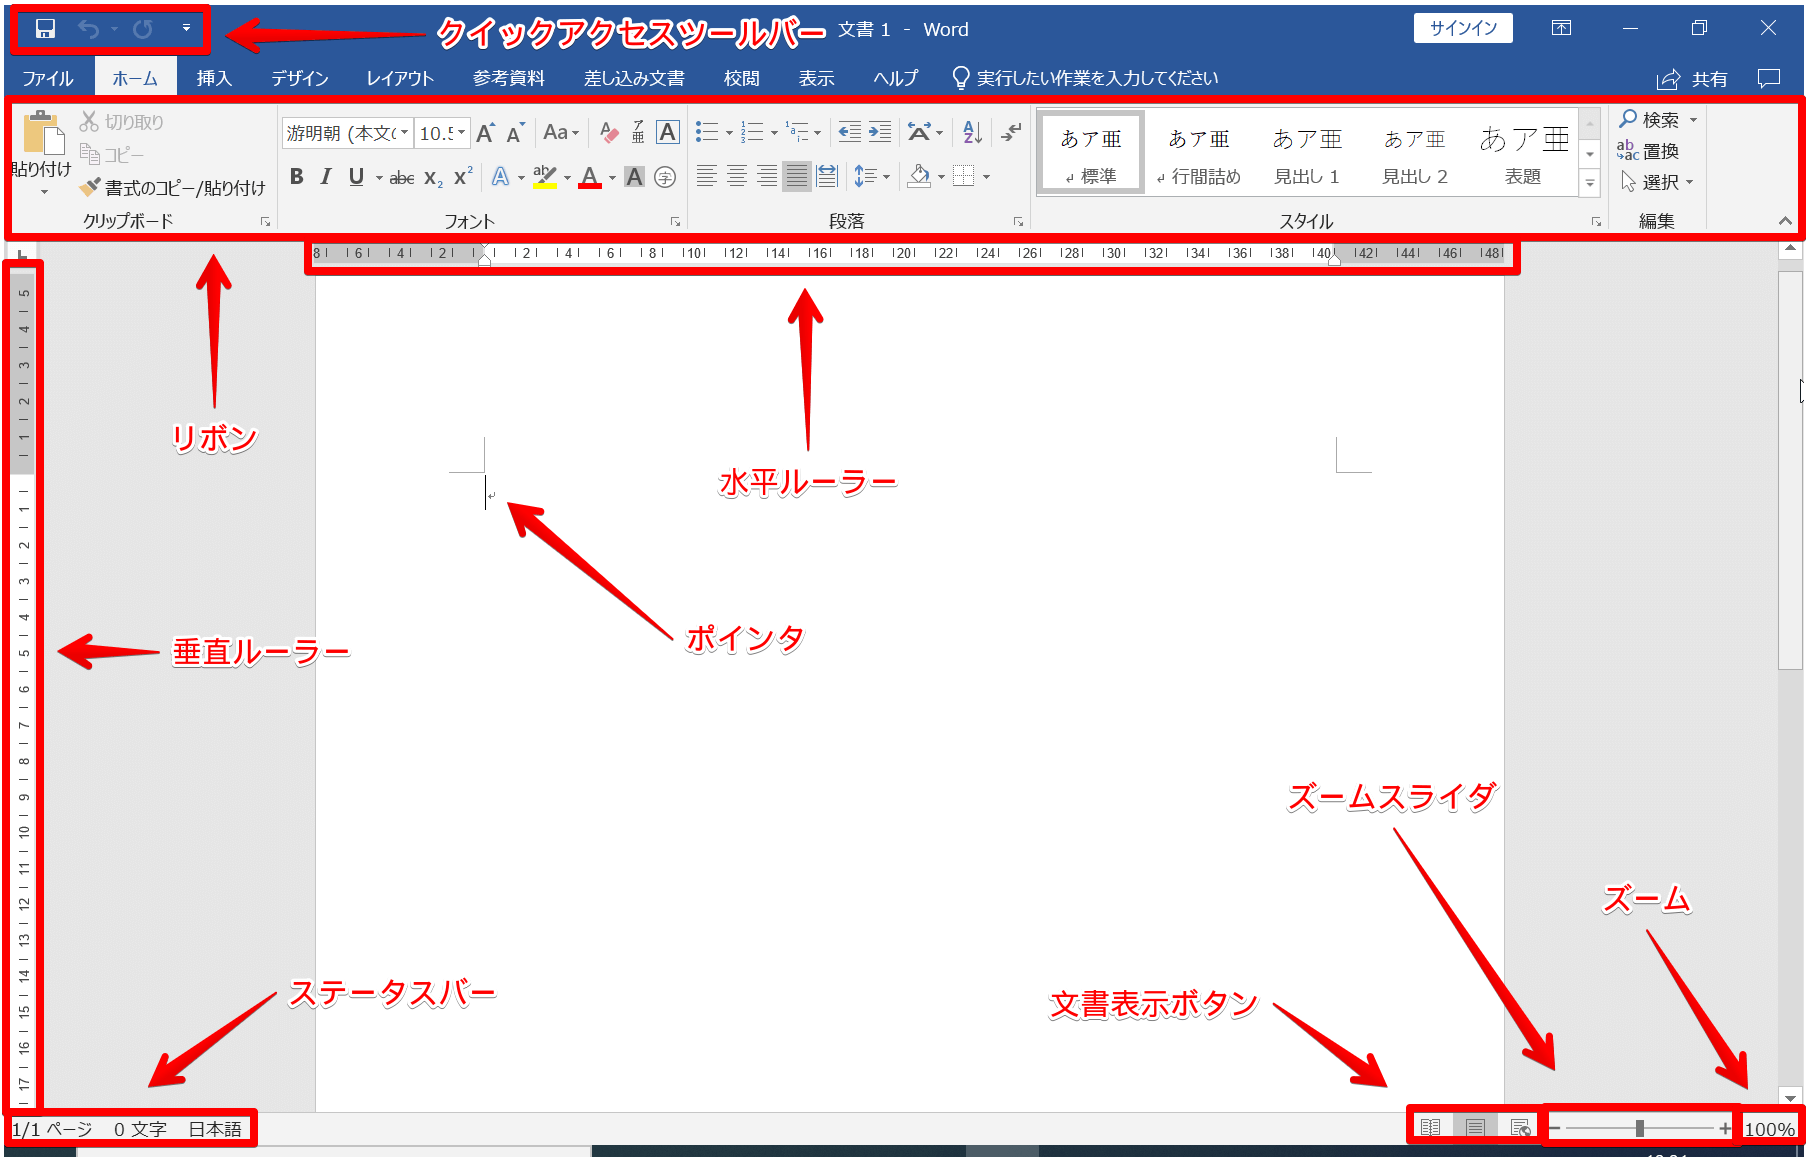 クイックアクセスツールバー 文書 1 - Word サインイン
ファイル ホーム 挿入 デザイン レイアウト 参考資料 差し込み文書 校閲 表示 ヘルプ 実行したい作業を入力してください 共有
貼り付け 切り取り コピー 書式のコピー/貼り付け
游明朝 (本文の 10.5 A A Aa ア亜 A
B I U abc X₂ X² A ab A A 字
あア亜 あア亜 あア亜 あア亜 あア亜
↲ 標準 ↲ 行間詰め 見出し 1 見出し 2 表題
検索
置換
選択
クリップボード フォント 段落 スタイル 編集
8 6 4 2 2 4 6 8 10 12 14 16 18 20 22 24 26 28 30 32 34 36 38 40 42 44 46 48
5
4
3
2
1
1
2
3
4
5
6
7
8
9
10
11
12
13
14
15
16
17
リボン
水平ルーラー
ポインタ
垂直ルーラー
ズームスライダ
ズーム
ステータスバー
文書表示ボタン
1/1 ページ 0 文字 日本語 100%